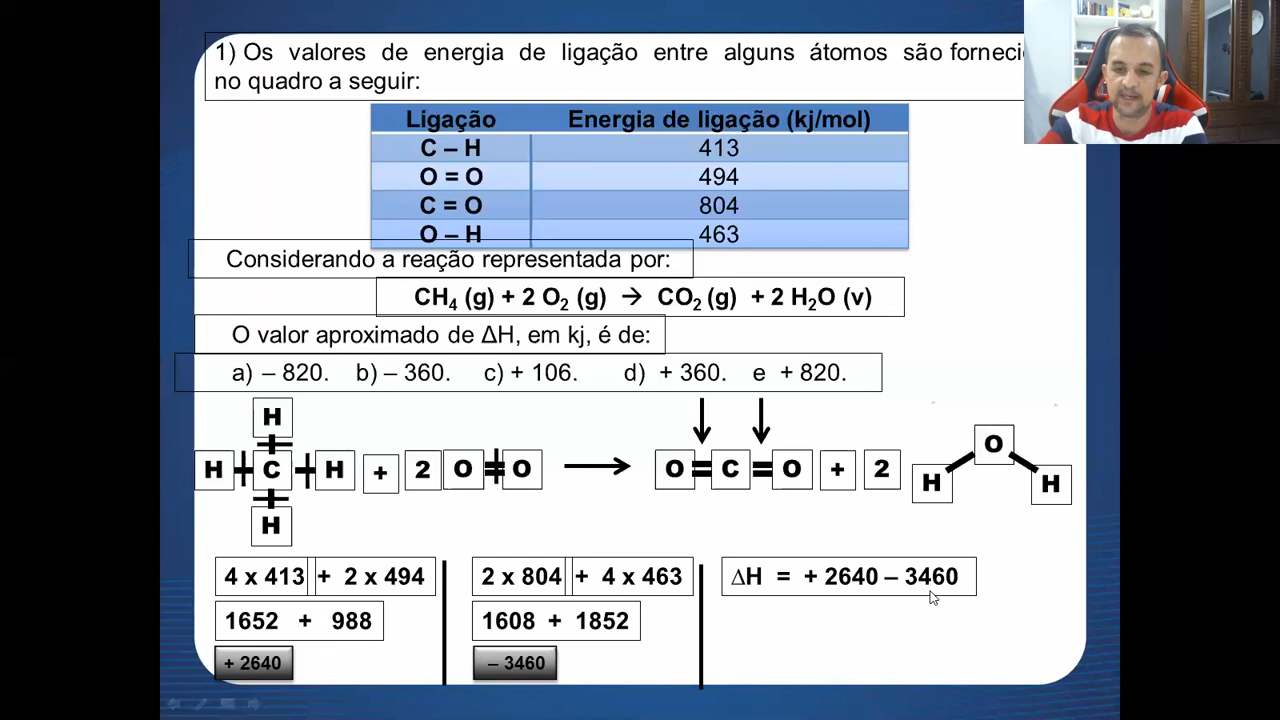 1) Os valores de energia de ligação entre alguns átomos são forneci
no quadro a seguir:
Ligação Energia de ligação (kj/mol)
C – H 413
O = O 494
C = O 804
O – H 463
Considerando a reação representada por:
CH₄ (g) + 2 O₂ (g) → CO₂ (g) + 2 H₂O (v)
O valor aproximado de ΔH, em kj, é de:
a) – 820. b) – 360. c) + 106. d) + 360. e + 820.
H
H C H + 2 O = O → O = C = O + 2 H O H
H
4 x 413 + 2 x 494
1652 + 988
+ 2640
2 x 804 + 4 x 463
1608 + 1852
– 3460
ΔH = + 2640 – 3460